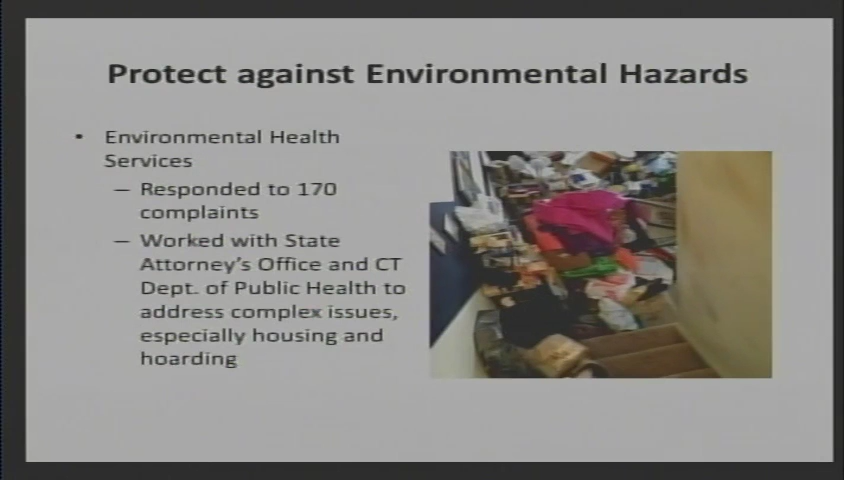 Protect against Environmental Hazards
• Environmental Health
Services
– Responded to 170
complaints
– Worked with State
Attorney's Office and CT
Dept. of Public Health to
address complex issues,
especially housing and
hoarding